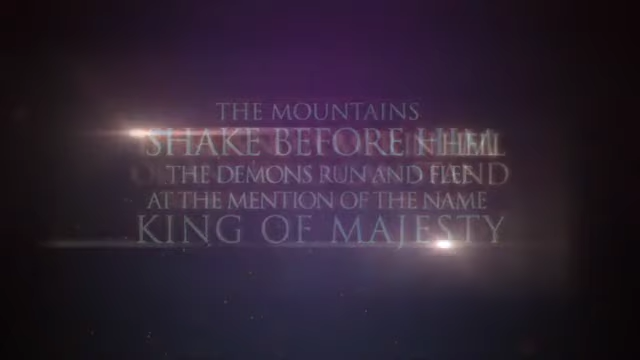 THE MOUNTAINS
SHAKE BEFORE HIM
THE DEMONS RUN AND FLEE
AT THE MENTION OF THE NAME
KING OF MAJESTY